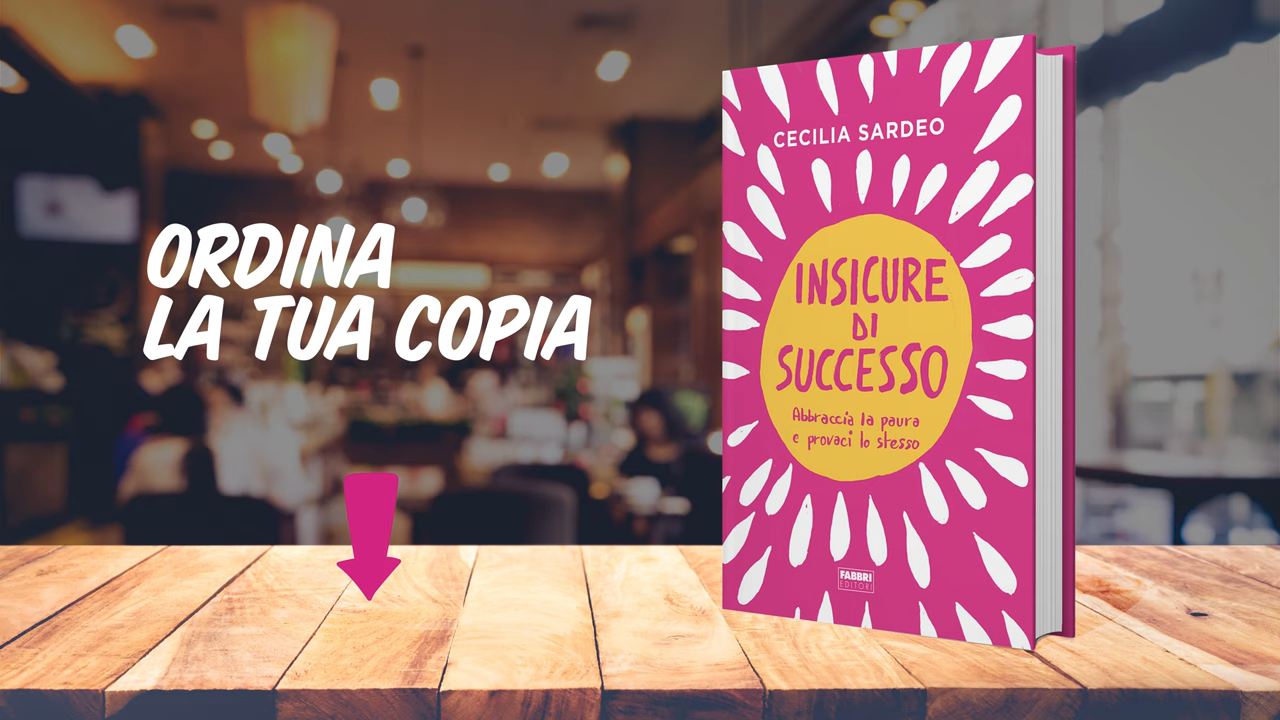 ORDINA
LA TUA COPIA
CECILIA SARDEO
INSICURE
DI
SUCCESSO
Abbraccia la paura
e provaci lo stesso
FABBRI
EDITORI